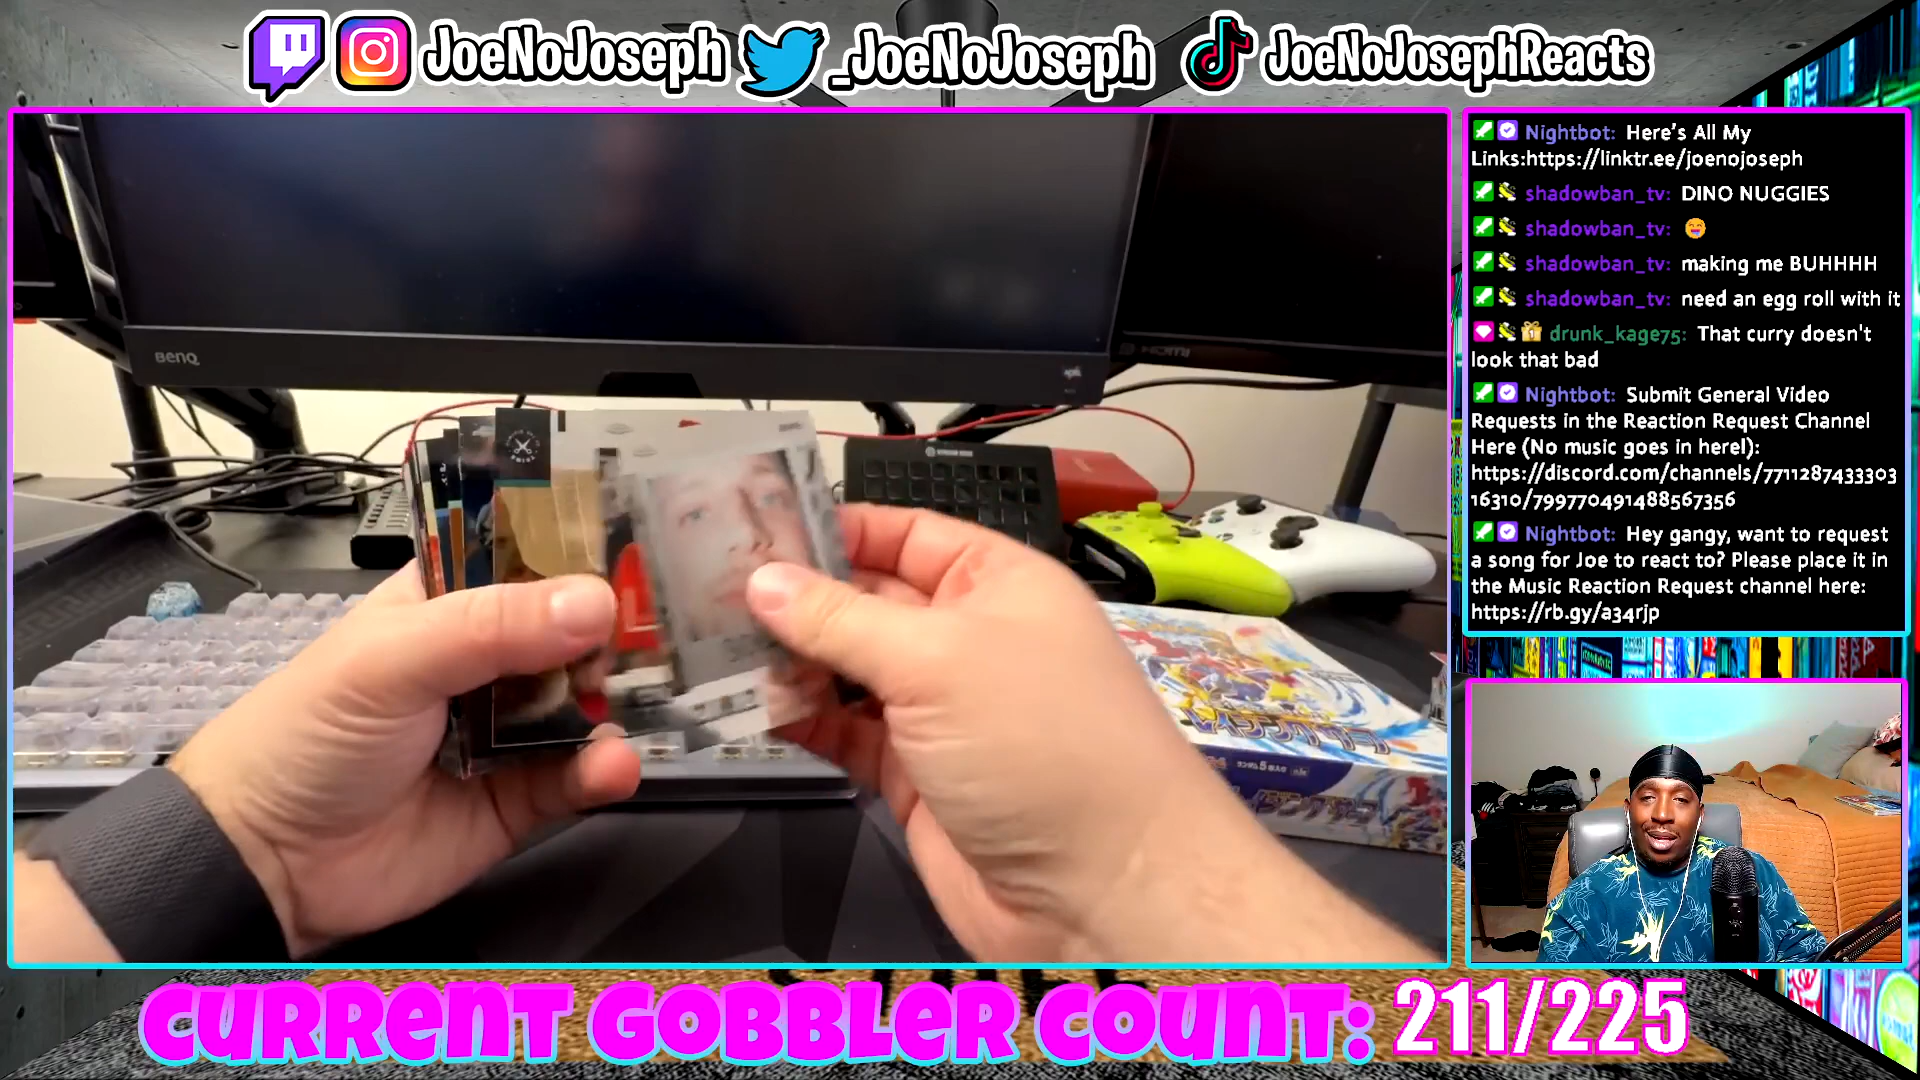 JoeNoJoseph
_JoeNoJoseph
JoeNoJosephReacts
Nightbot: Here's All My
Links:https://linktr.ee/joenojoseph
shadowban_tv: DINO NUGGIES
shadowban_tv:
shadowban_tv: making me BUHHHH
shadowban_tv: need an egg roll with it
drunk_kage75: That curry doesn't
look that bad
Nightbot: Submit General Video
Requests in the Reaction Request Channel
Here (No music goes in here!):
https://discord.com/channels/7711287433303
16310/799770491488567356
Nightbot: Hey gangy, want to request
a song for Joe to react to? Please place it in
the Music Reaction Request channel here:
https://rb.gy/a34rjp
BenQ
HDMI
CURRENT GOBBLER COUNT: 211/225